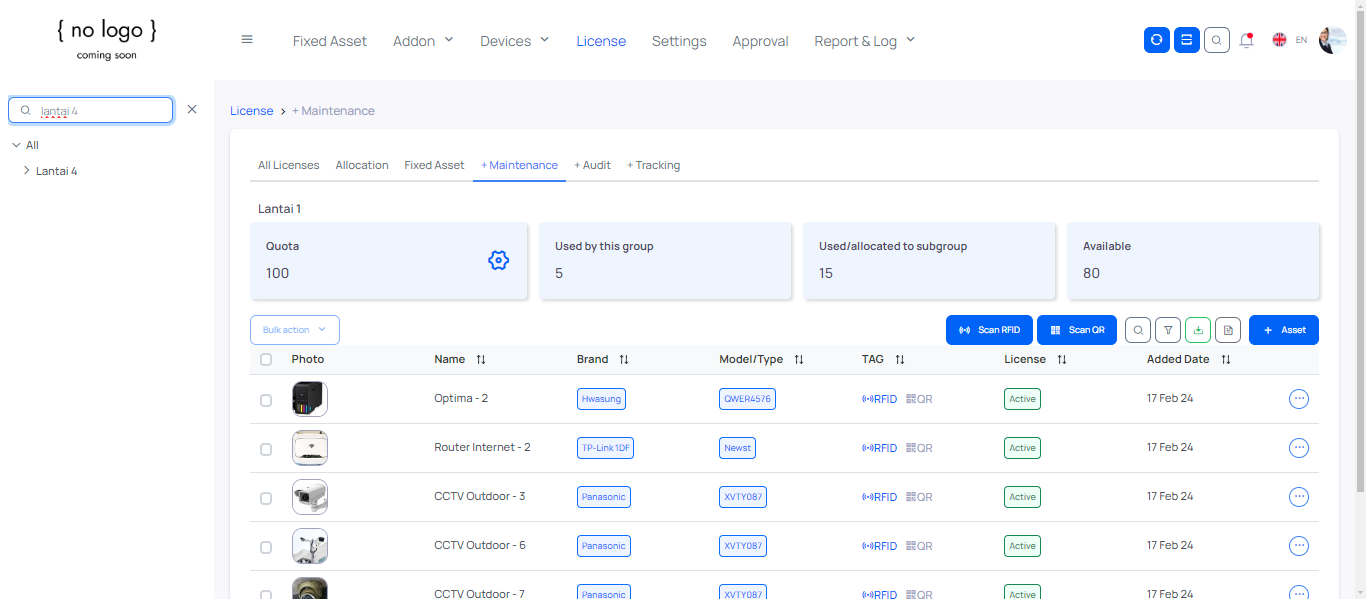 { no logo }
coming soon
Fixed Asset Addon Devices License Settings Approval Report & Log EN
lantai 4
All
Lantai 4
License > + Maintenance
All Licenses Allocation Fixed Asset + Maintenance + Audit + Tracking
Lantai 1
Quota Used by this group Used/allocated to subgroup Available
100 5 15 80
Bulk action Scan RFID Scan QR + Asset
Photo Name Brand Model/Type TAG License Added Date
Optima - 2 Hwasung QWER4576 RFID QR Active 17 Feb 24
Router Internet - 2 TP-Link 1DF Newst RFID QR Active 17 Feb 24
CCTV Outdoor - 3 Panasonic XVTY087 RFID QR Active 17 Feb 24
CCTV Outdoor - 6 Panasonic XVTY087 RFID QR Active 17 Feb 24
CCTV Outdoor - 7 Panasonic XVTY087 RFID QR Active 17 Feb 24